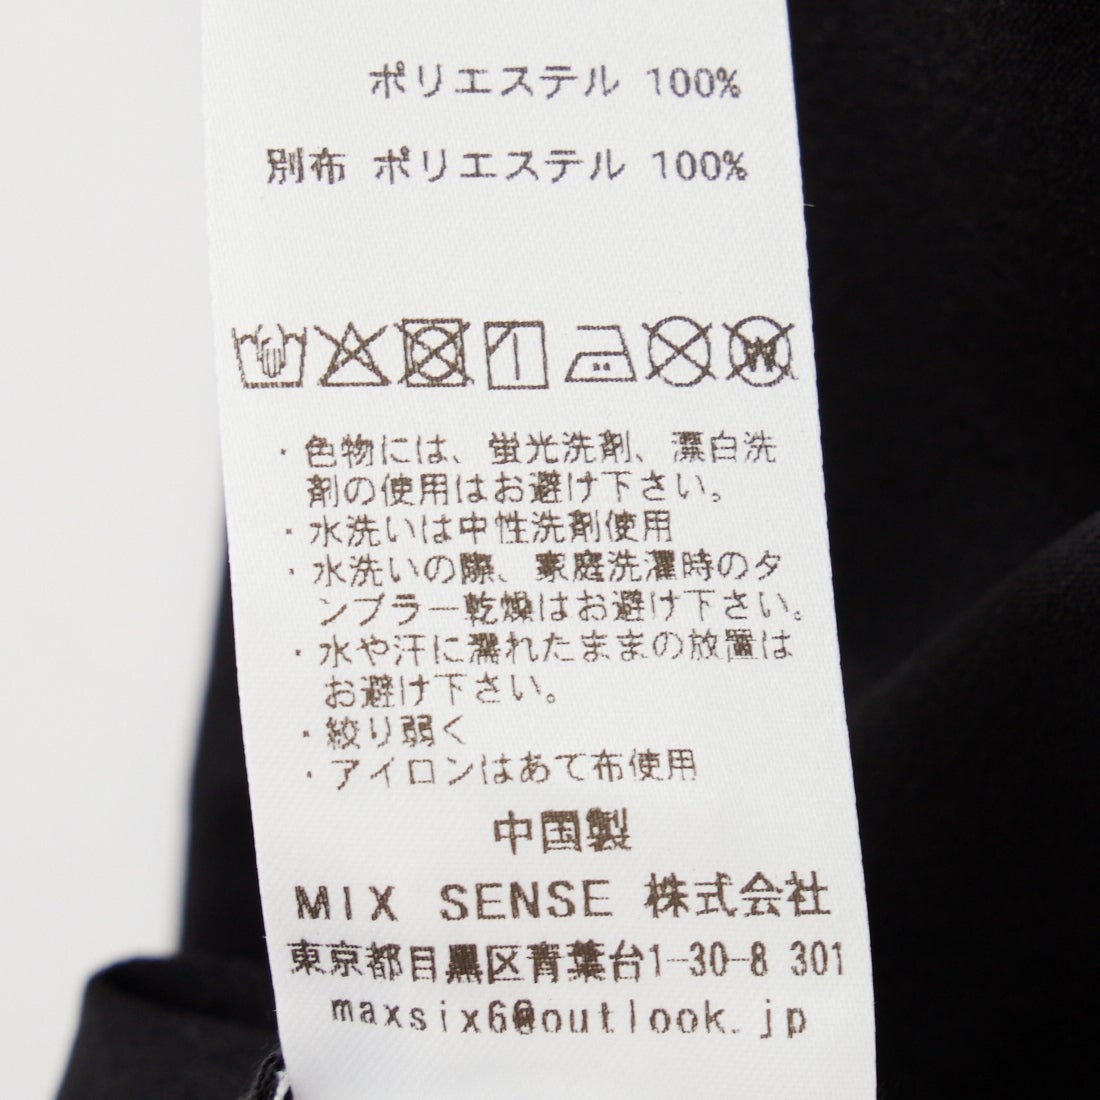 ポリエステル 100%
別布 ポリエステル 100%
・色物には、蛍光洗剤、漂白洗
剤の使用はお避け下さい。
・水洗いは中性洗剤使用
・水洗いの際、家庭洗濯時のタ
ンブラー乾燥はお避け下さい。
・水や汗に濡れたままの放置は
お避け下さい。
・絞り弱く
・アイロンはあて布使用
中国製
MIX SENSE 株式会社
東京都目黒区青葉台1-30-8 301
maxsix6@outlook.jp